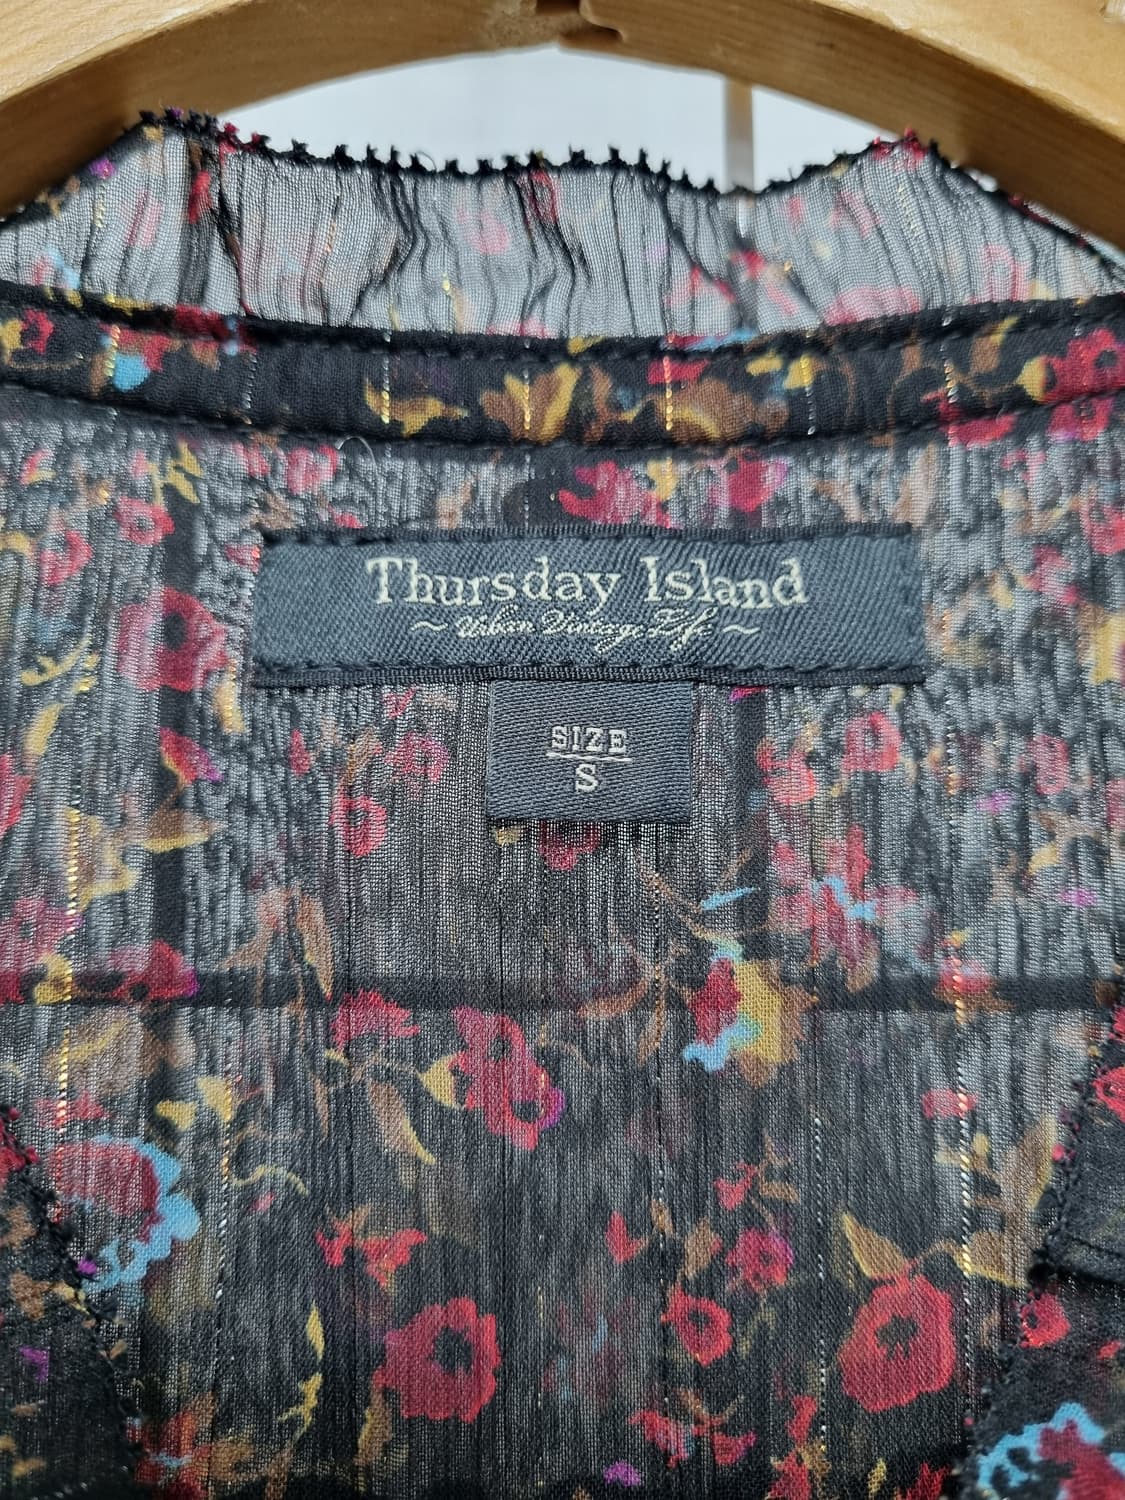 Thursday Island
~ Urban Vintage Life ~
SIZE
S